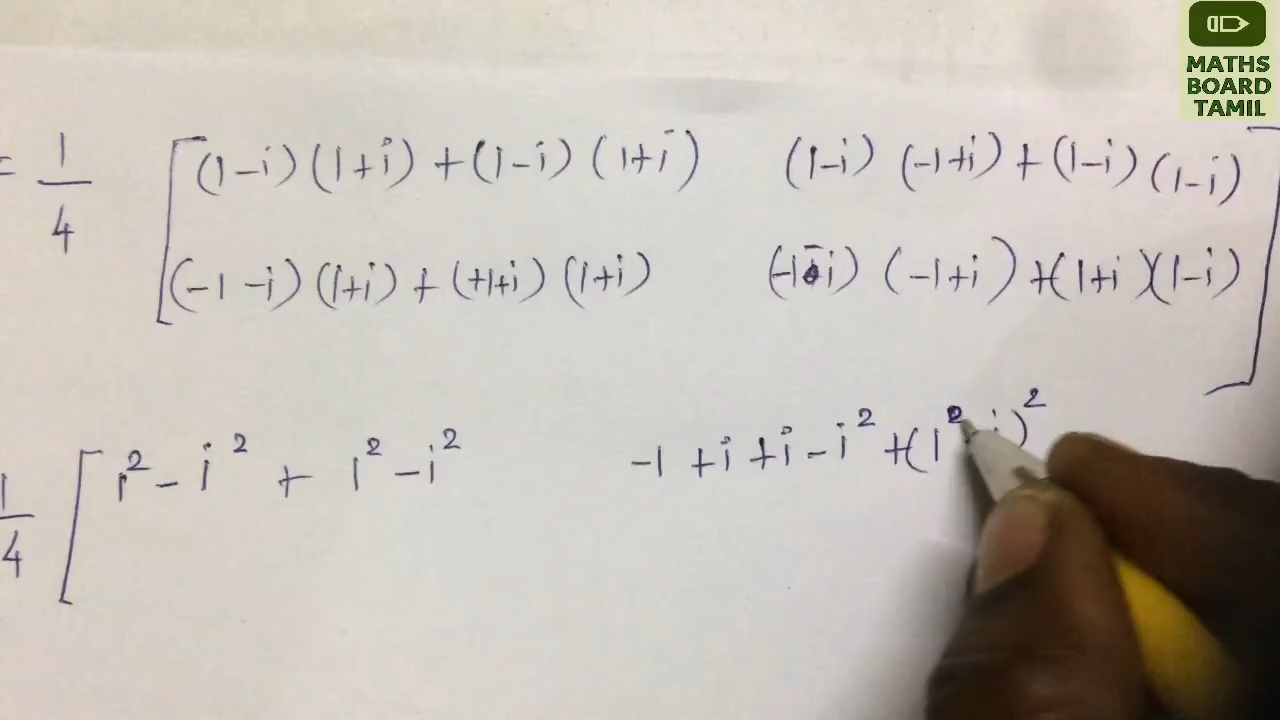 MATHS
BOARD
TAMIL
= 1/4 [ (1-i) (1+i) + (1-i) (1+i)   (1-i) (-1+i) + (1-i) (1-i)
(-1 -i) (1+i) + (+1+i) (1+i)   (-1-i) (-1+i) + (1+i)(1-i) ]
1/4 [ 1² - i² + 1² - i²   -1 + i + i - i² + (1 i)²